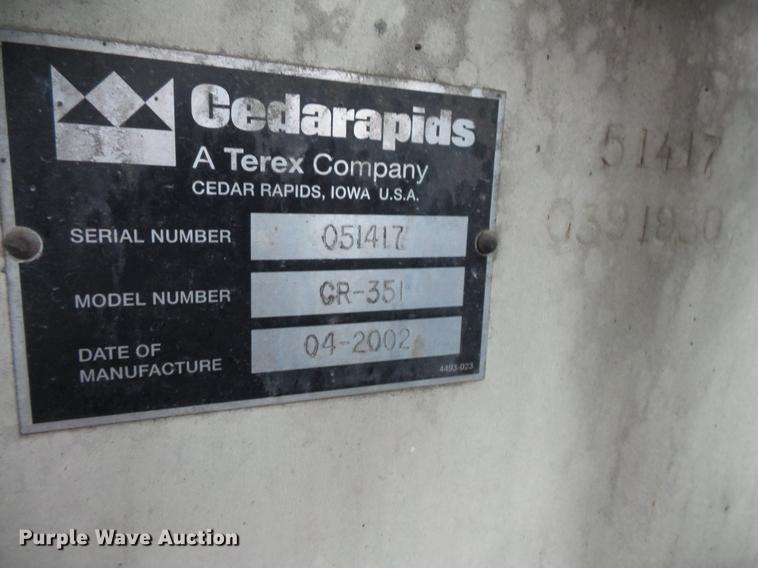 Cedarapids
A Terex Company
CEDAR RAPIDS, IOWA U.S.A.
SERIAL NUMBER 051417
MODEL NUMBER CR-351
DATE OF
MANUFACTURE 04-2002
4493-023
51417
Purple Wave Auction